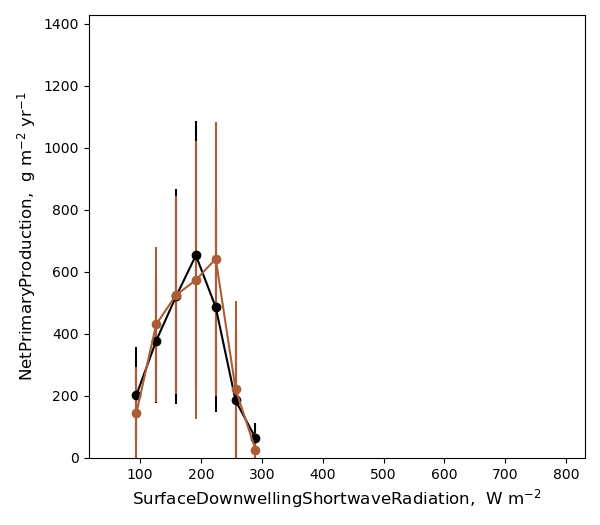 1400
1200
1000
800
600
400
200
0
NetPrimaryProduction,  g m⁻² yr⁻¹
100 200 300 400 500 600 700 800
SurfaceDownwellingShortwaveRadiation,  W m⁻²